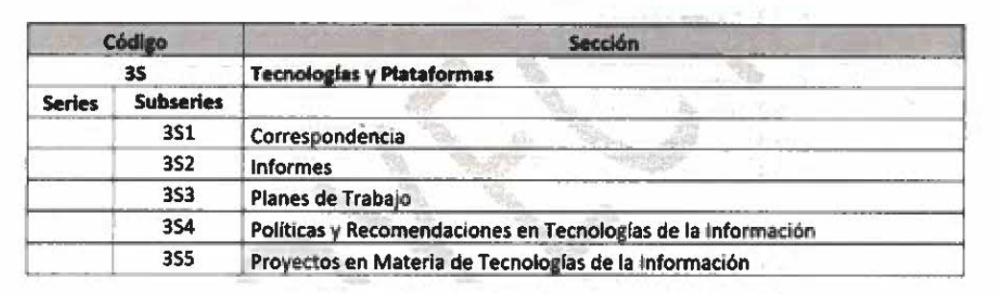 Código Sección
3S Tecnologías y Plataformas
Series Subseries
3S1 Correspondencia
3S2 Informes
3S3 Planes de Trabajo
3S4 Políticas y Recomendaciones en Tecnologías de la Información
3S5 Proyectos en Materia de Tecnologías de la Información